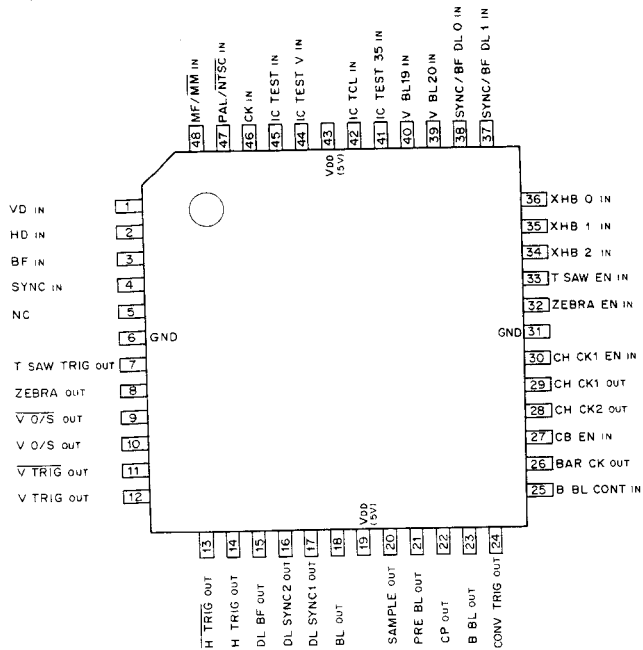 48 MF/MM IN
47 PAL/NTSC IN
46 CK IN
45 IC TEST IN
44 IC TEST V IN
43 VDD (5V)
42 IC TCL IN
41 IC TEST 35 IN
40 V BL19 IN
39 V BL20 IN
38 SYNC/BF DL 0 IN
37 SYNC/BF DL 1 IN
VD IN 1
HD IN 2
BF IN 3
SYNC IN 4
NC 5
6 GND
T SAW TRIG OUT 7
ZEBRA OUT 8
V O/S OUT 9
V O/S OUT 10
V TRIG OUT 11
V TRIG OUT 12
36 XHB 0 IN
35 XHB 1 IN
34 XHB 2 IN
33 T SAW EN IN
32 ZEBRA EN IN
GND 31
30 CH CK1 EN IN
29 CH CK1 OUT
28 CH CK2 OUT
27 CB EN IN
26 BAR CK OUT
25 B BL CONT IN
13 H TRIG OUT
14 H TRIG OUT
15 DL BF OUT
16 DL SYNC2 OUT
17 DL SYNC1 OUT
18 BL OUT
19 VDD (5V)
20 SAMPLE OUT
21 PRE BL OUT
22 CP OUT
23 B BL OUT
24 CONV TRIG OUT